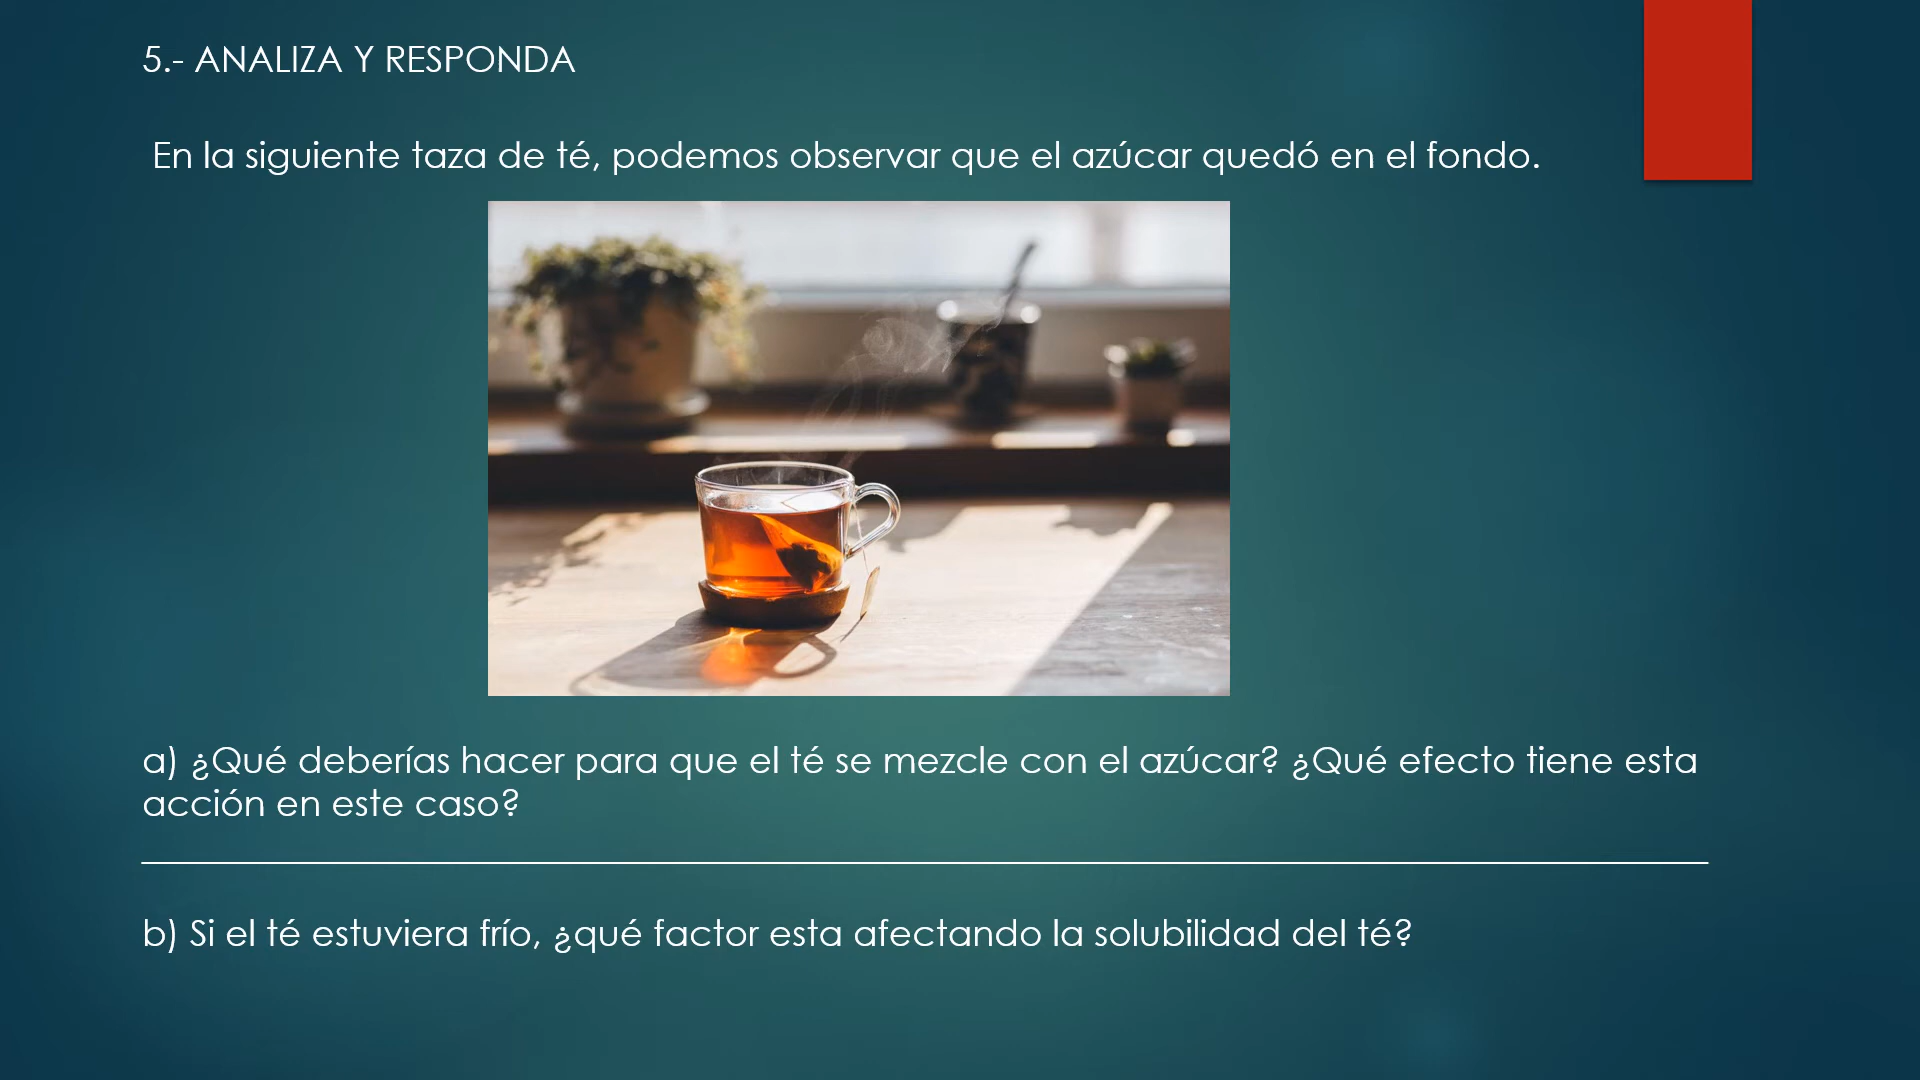 5.- ANALIZA Y RESPONDA
En la siguiente taza de té, podemos observar que el azúcar quedó en el fondo.
a) ¿Qué deberías hacer para que el té se mezcle con el azúcar? ¿Qué efecto tiene esta
acción en este caso?
b) Si el té estuviera frío, ¿qué factor esta afectando la solubilidad del té?